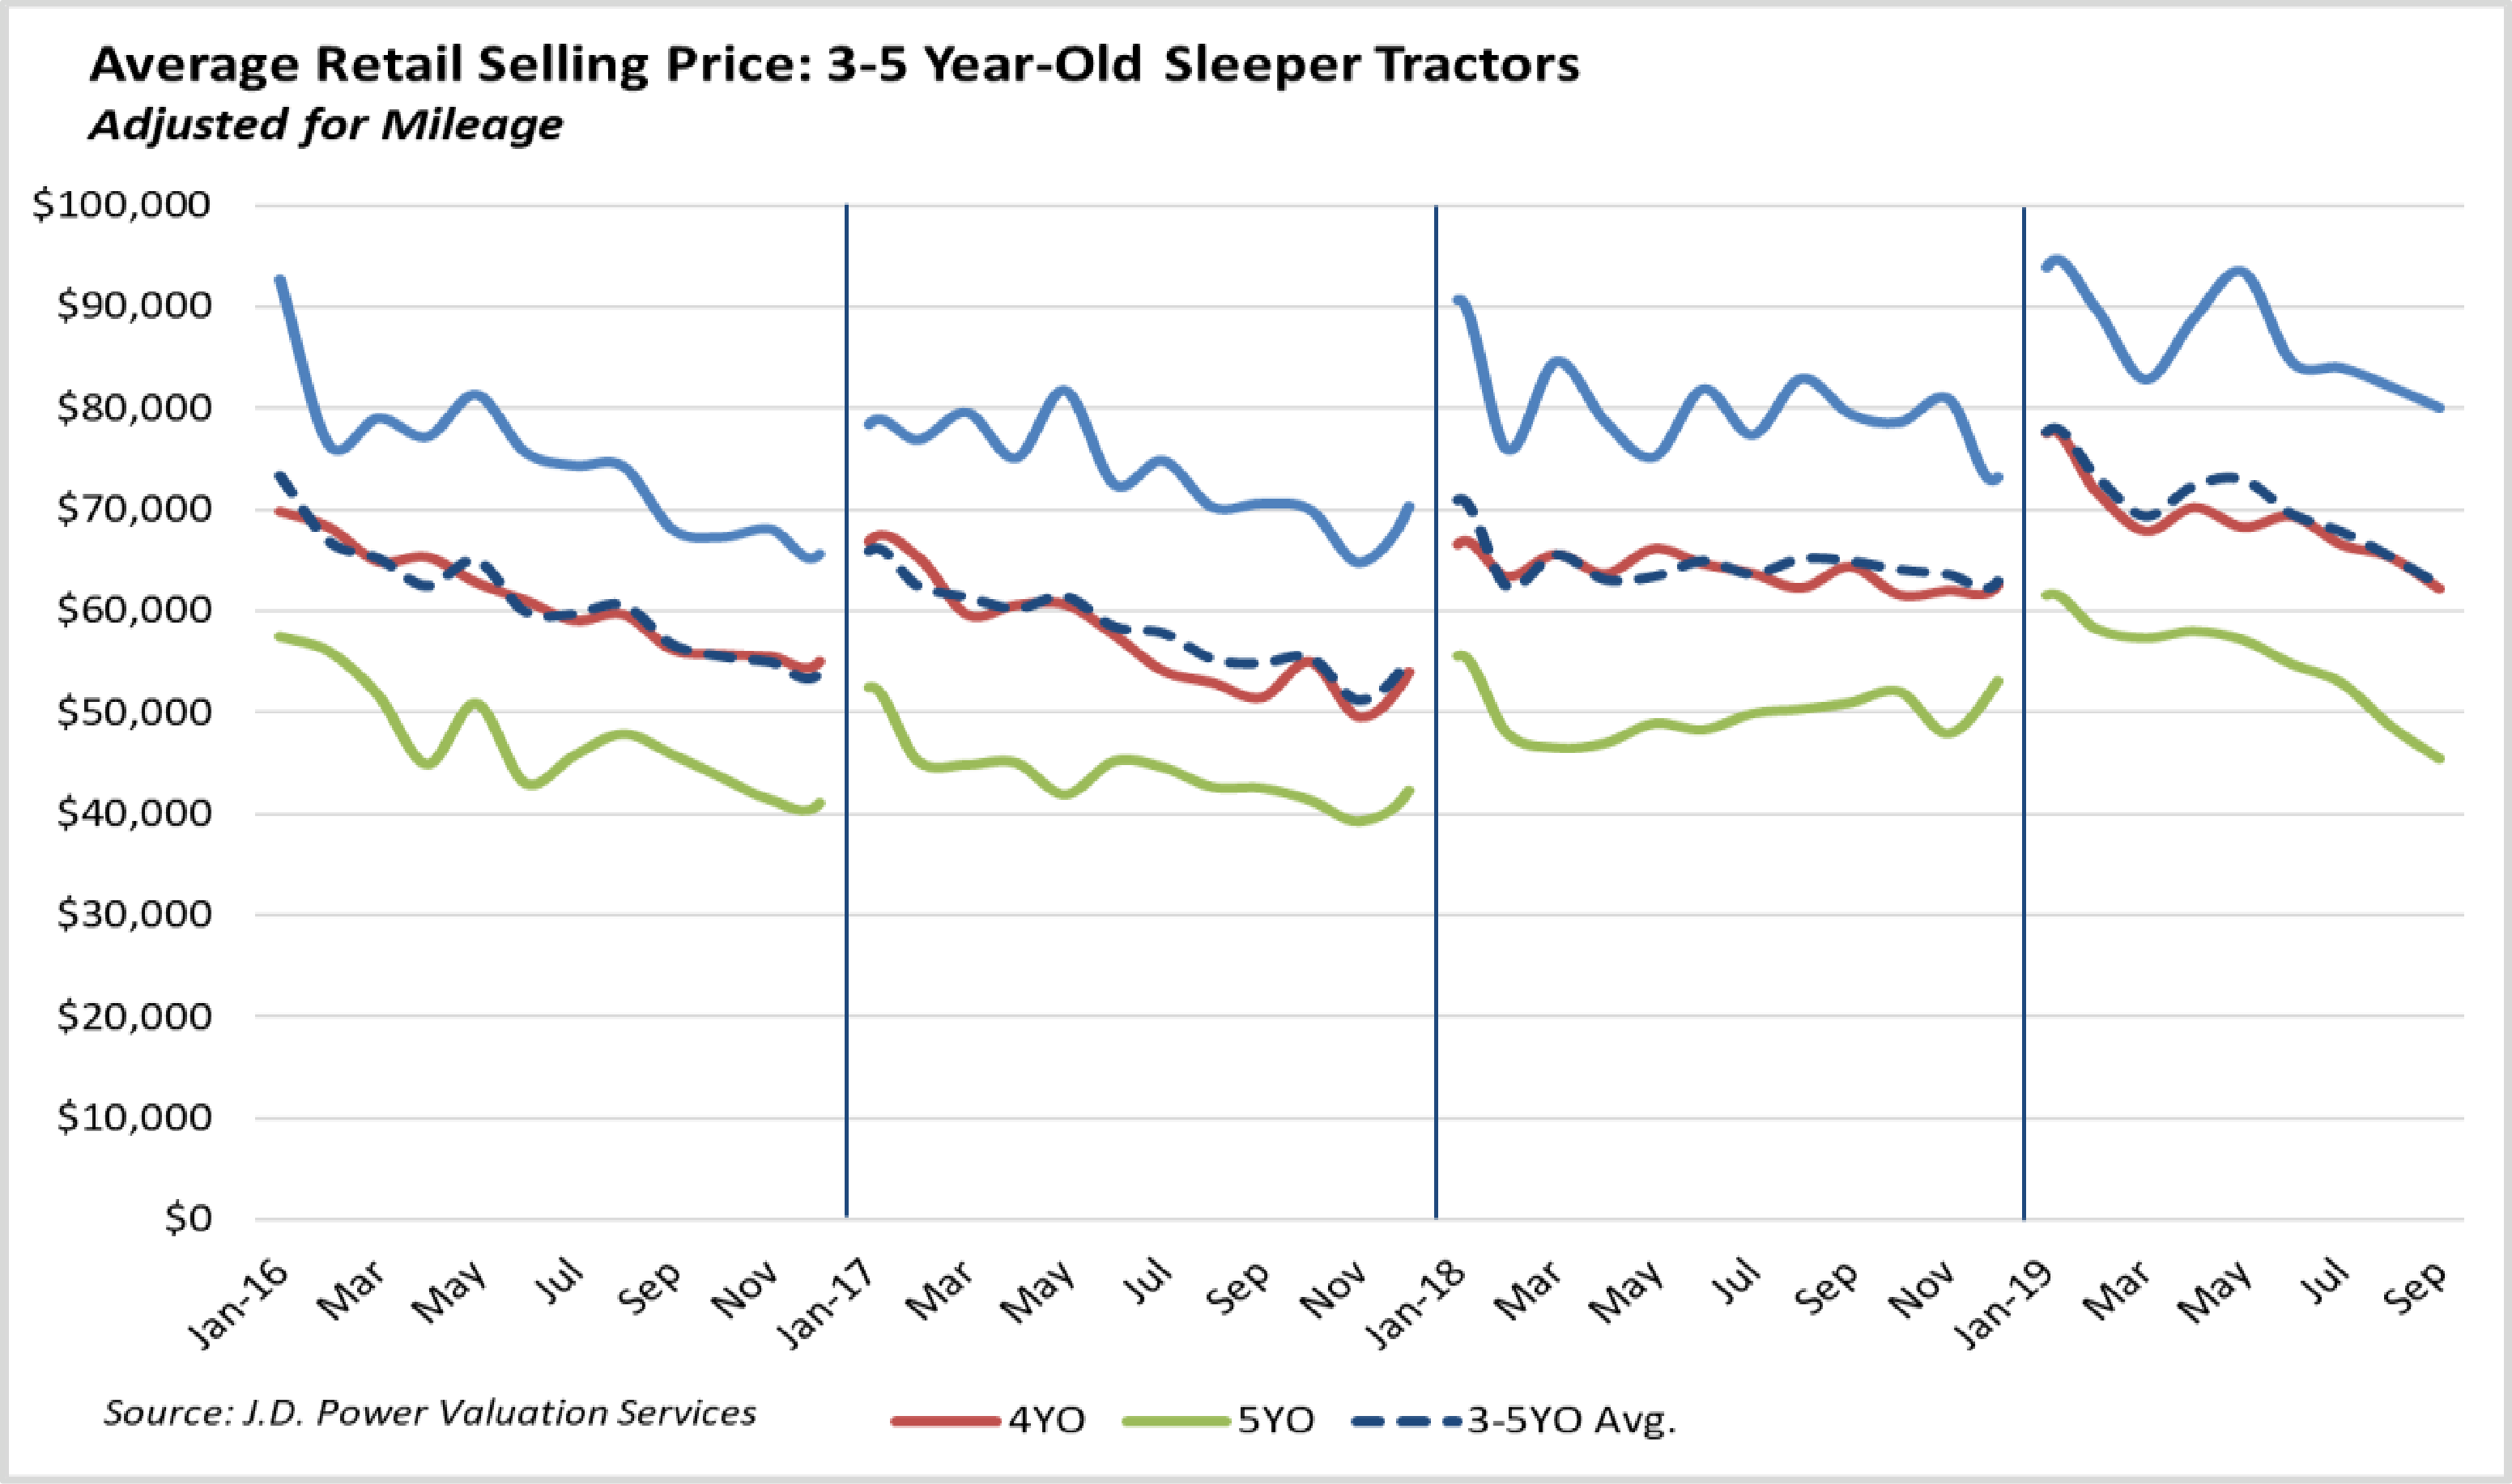 Average Retail Selling Price: 3-5 Year-Old Sleeper Tractors
Adjusted for Mileage
$100,000
$90,000
$80,000
$70,000
$60,000
$50,000
$40,000
$30,000
$20,000
$10,000
$0
Jan-16 Mar May Jul Sep Nov Jan-17 Mar May Jul Sep Nov Jan-18 Mar May Jul Sep Nov Jan-19 Mar May Jul Sep
Source: J.D. Power Valuation Services 4YO 5YO 3-5YO Avg.